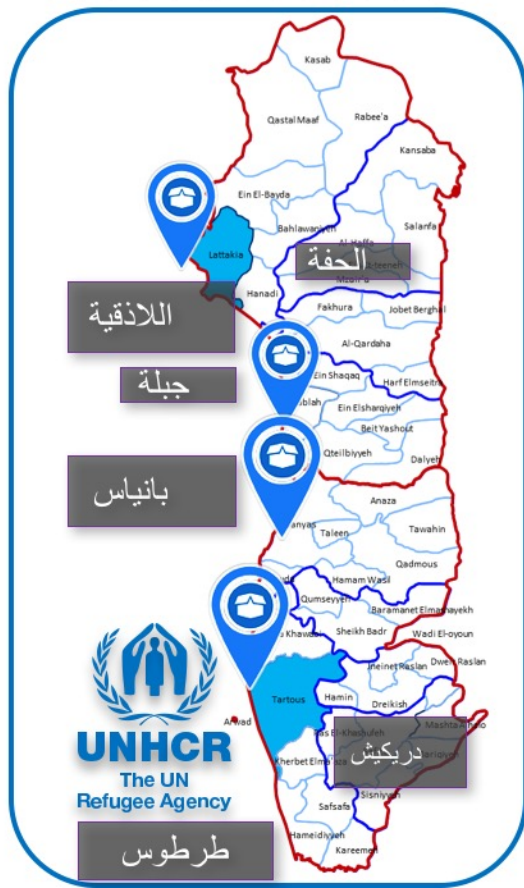 Kasab
Qastal Maaf
Rabee'a
Kansaba
Ein El-Bayda
Bahlawaniyeh
Salanfa
Lattakia
الحفة
Hanadi
اللاذقية
Fakhura
Jobet Berghal
Al-Qardaha
جبلة
Ein Shaqaq
Harf Elmseitra
Ein Elsharqiyeh
Beit Yashout
Qteilbiyyeh
Dalyeh
بانياس
Anaza
Taleen
Tawahin
Qadmous
Hamam Wasil
Qumseyyeh
Baramanet Elmashayekh
Sheikh Badr
Wadi El-oyoun
Jneinet Raslan
Dweir Raslan
Tartous
Hamin
Dreikish
Arwad
UNHCR
The UN
Refugee Agency
دريكيش
Sisniyyeh
Safsafa
طرطوس
Hameidiyyeh
Kareemeh